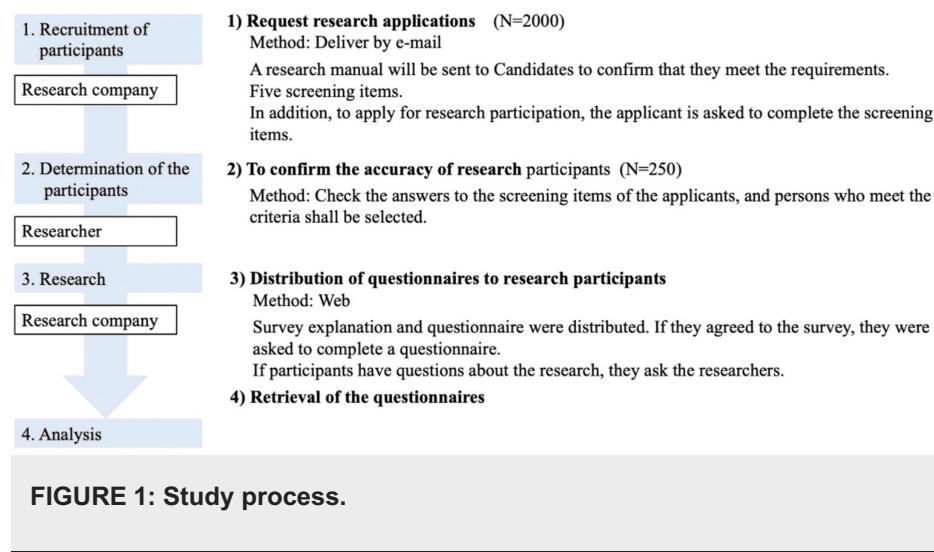 1. Recruitment of
participants
Research company
1) Request research applications (N=2000)
Method: Deliver by e-mail
A research manual will be sent to Candidates to confirm that they meet the requirements.
Five screening items.
In addition, to apply for research participation, the applicant is asked to complete the screening
items.
2. Determination of the
participants
Researcher
2) To confirm the accuracy of research participants (N=250)
Method: Check the answers to the screening items of the applicants, and persons who meet the
criteria shall be selected.
3. Research
Research company
3) Distribution of questionnaires to research participants
Method: Web
Survey explanation and questionnaire were distributed. If they agreed to the survey, they were
asked to complete a questionnaire.
If participants have questions about the research, they ask the researchers.
4) Retrieval of the questionnaires
4. Analysis
FIGURE 1: Study process.